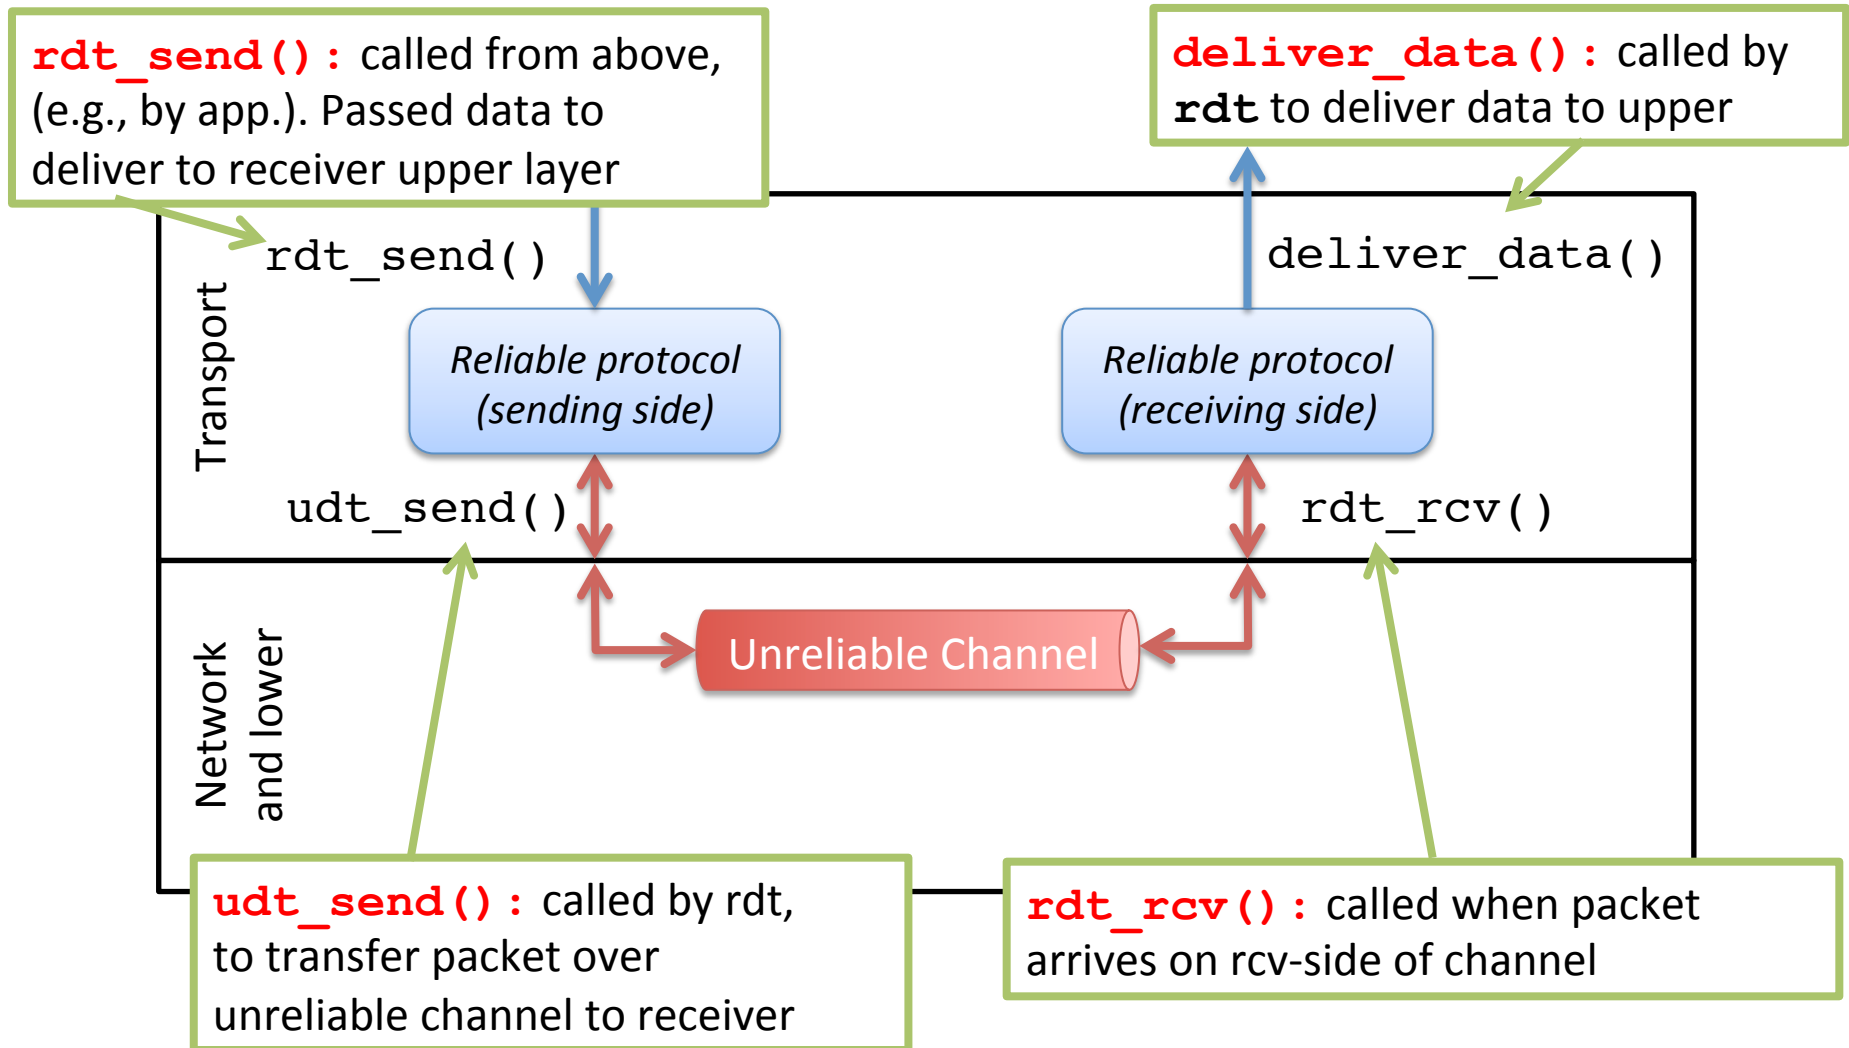 rdt_send(): called from above,
(e.g., by app.). Passed data to
deliver to receiver upper layer
deliver_data(): called by
rdt to deliver data to upper
rdt_send()
deliver_data()
Transport
Reliable protocol
(sending side)
Reliable protocol
(receiving side)
udt_send()
rdt_rcv()
Network
and lower
Unreliable Channel
udt_send(): called by rdt,
to transfer packet over
unreliable channel to receiver
rdt_rcv(): called when packet
arrives on rcv-side of channel